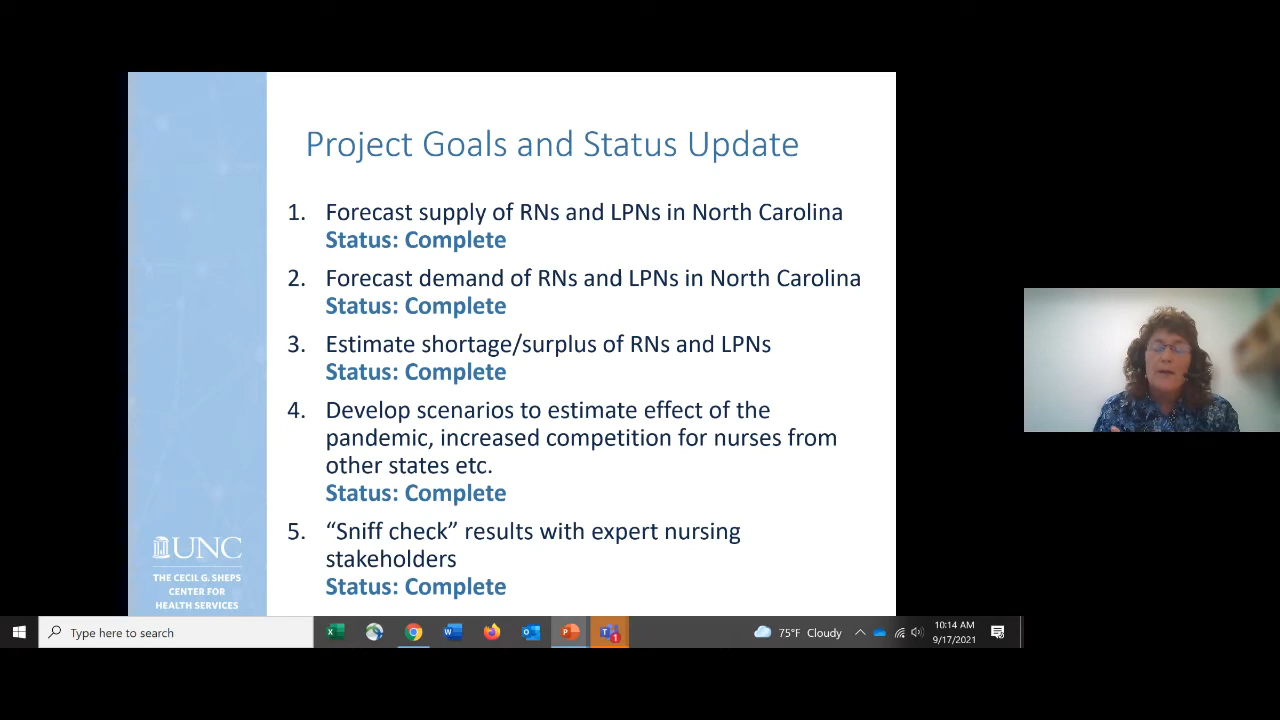 Project Goals and Status Update
1. Forecast supply of RNs and LPNs in North Carolina
Status: Complete
2. Forecast demand of RNs and LPNs in North Carolina
Status: Complete
3. Estimate shortage/surplus of RNs and LPNs
Status: Complete
4. Develop scenarios to estimate effect of the
pandemic, increased competition for nurses from
other states etc.
Status: Complete
5. “Sniff check” results with expert nursing
stakeholders
Status: Complete
UNC
THE CECIL G. SHEPS
CENTER FOR
HEALTH SERVICES
Type here to search
75°F Cloudy
10:14 AM
9/17/2021